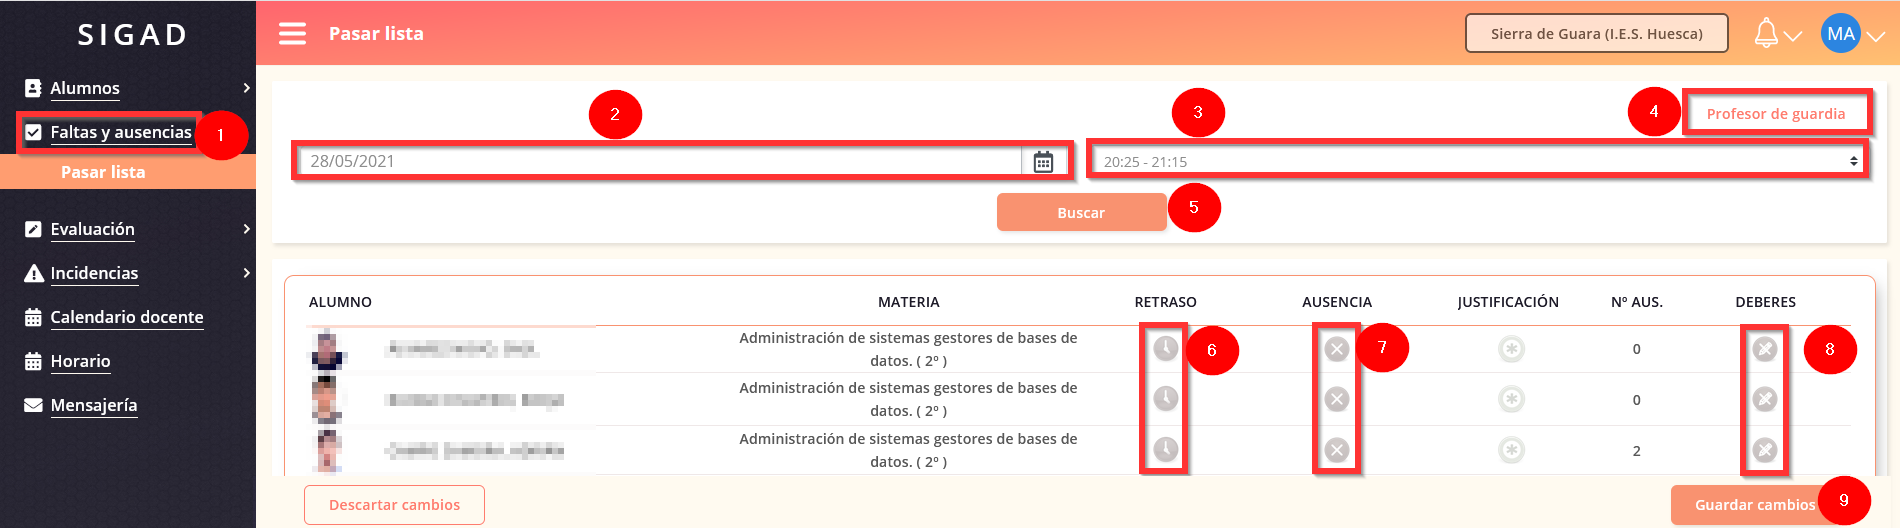 SIGAD
Pasar lista
Sierra de Guara (I.E.S. Huesca)
MA
Alumnos
Faltas y ausencias
1
Pasar lista
Evaluación
Incidencias
Calendario docente
Horario
Mensajería
2
3
4
Profesor de guardia
28/05/2021
20:25 - 21:15
Buscar
5
ALUMNO MATERIA RETRASO AUSENCIA JUSTIFICACIÓN Nº AUS. DEBERES
Administración de sistemas gestores de bases de
datos. ( 2º )
6
7
0
8
Administración de sistemas gestores de bases de
datos. ( 2º )
0
Administración de sistemas gestores de bases de
datos. ( 2º )
2
Descartar cambios
Guardar cambios
9